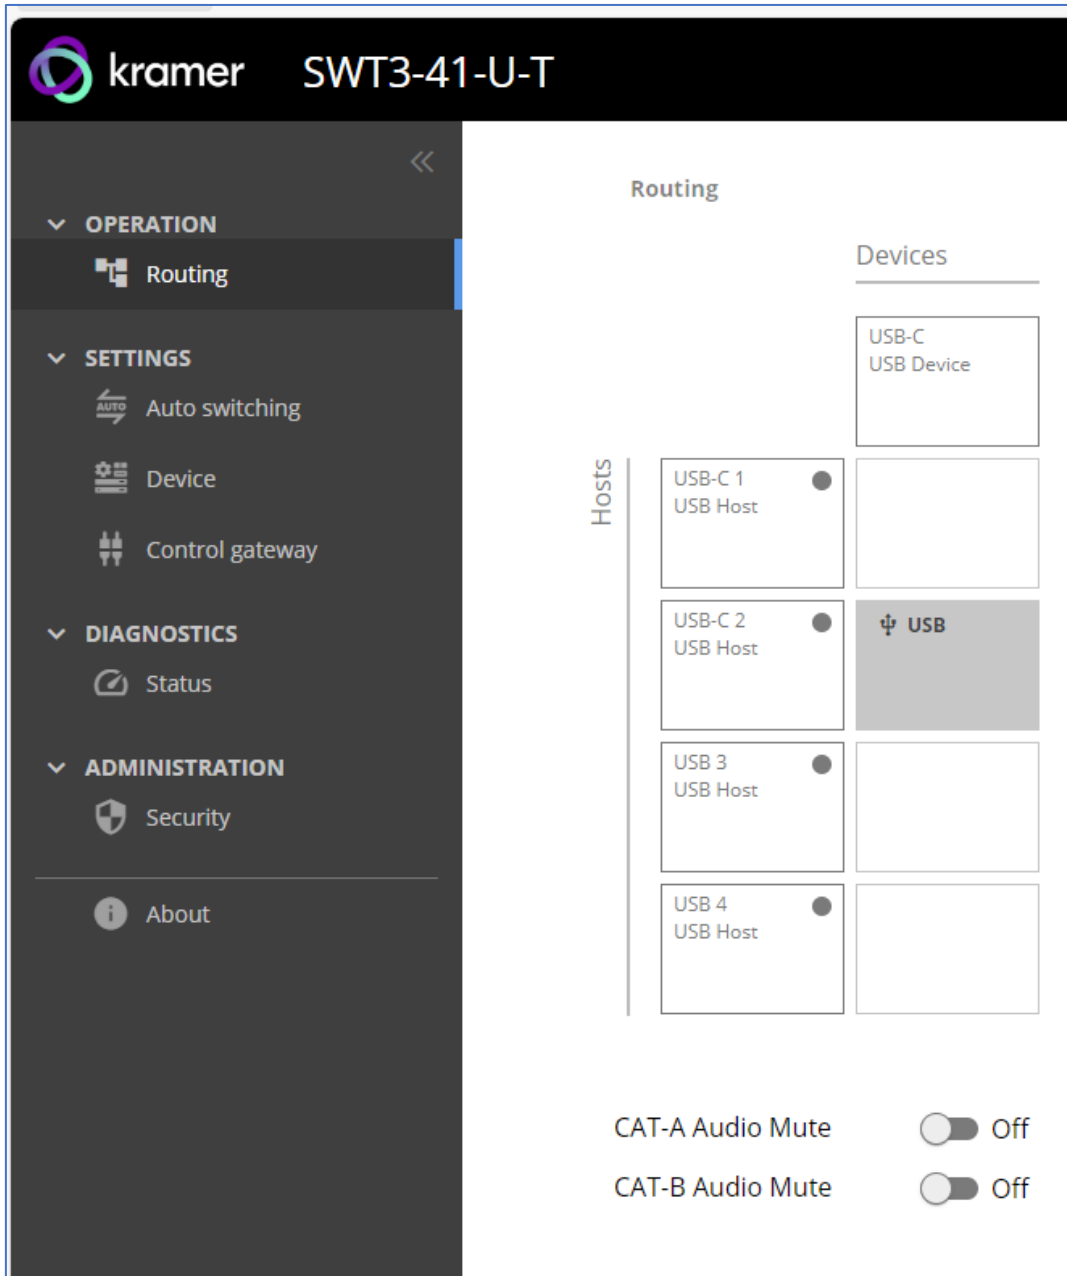 kramer SWT3-41-U-T
OPERATION
Routing
SETTINGS
AUTO Auto switching
Device
Control gateway
DIAGNOSTICS
Status
ADMINISTRATION
Security
About
Routing
Devices
USB-C
USB Device
Hosts
USB-C 1
USB Host
USB-C 2
USB Host
USB
USB 3
USB Host
USB 4
USB Host
CAT-A Audio Mute Off
CAT-B Audio Mute Off